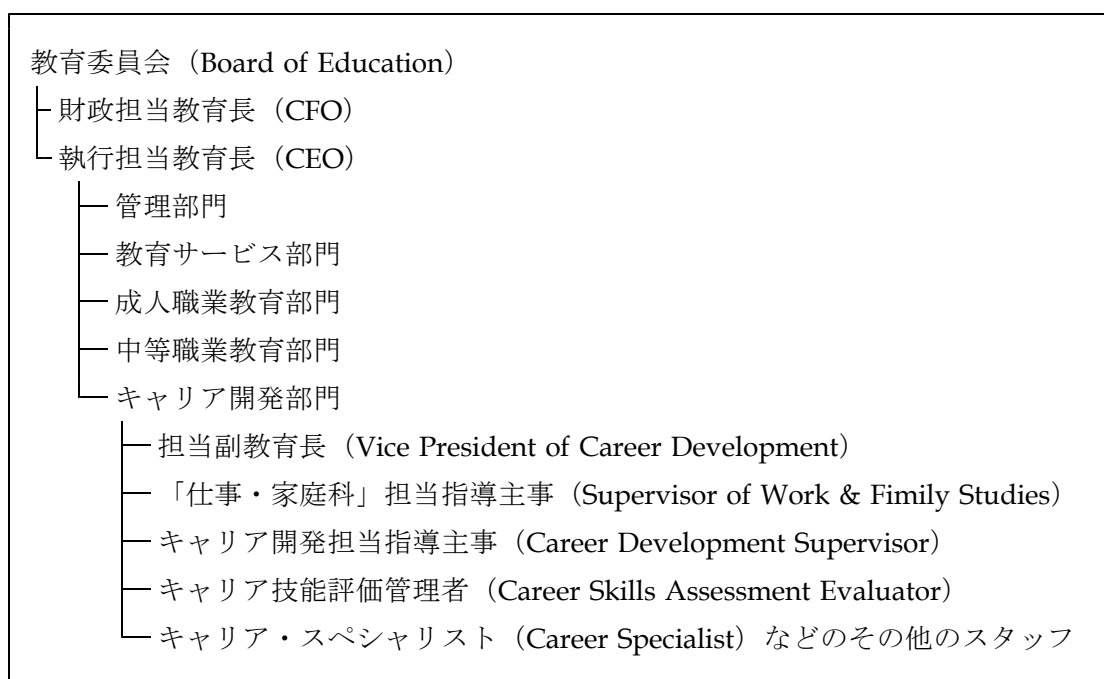 教育委員会（Board of Education）
財政担当教育長（CFO）
執行担当教育長（CEO）
管理部門
教育サービス部門
成人職業教育部門
中等職業教育部門
キャリア開発部門
担当副教育長（Vice President of Career Development）
「仕事・家庭科」担当指導主事（Supervisor of Work & Fimily Studies）
キャリア開発担当指導主事（Career Development Supervisor）
キャリア技能評価管理者（Career Skills Assessment Evaluator）
キャリア・スペシャリスト（Career Specialist）などのその他のスタッフ